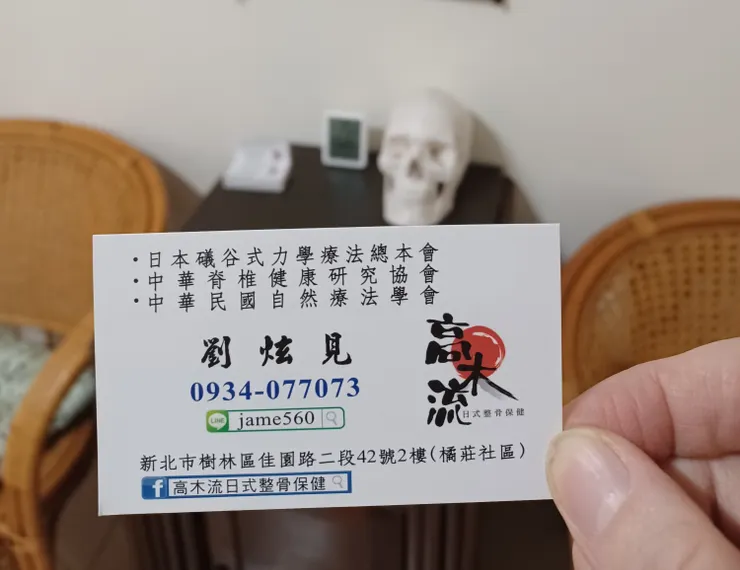 ・日本礒谷式力學療法總本會
・中華脊椎健康研究協會
・中華民國自然療法學會
劉炫見
0934-077073
LINE jame560
高木流
日式整骨保健
新北市樹林區佳園路二段42號2樓(橘莊社區)
f 高木流日式整骨保健